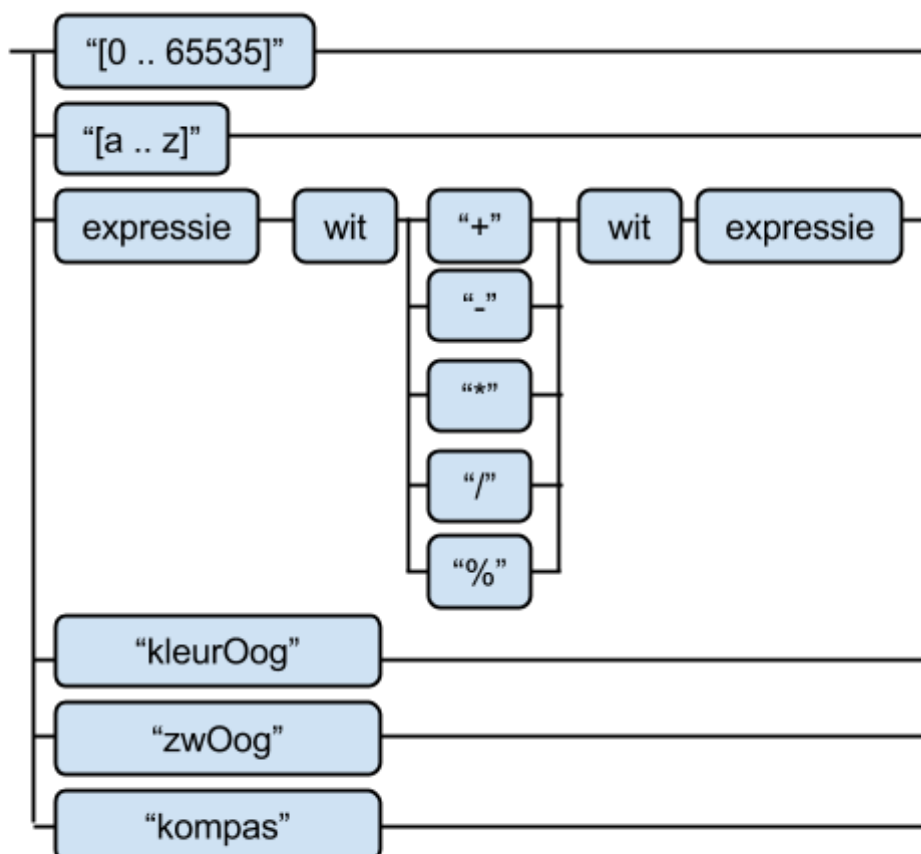 “[0 .. 65535]”
“[a .. z]”
expressie wit “+” wit expressie
“-”
“*”
“/”
“%”
“kleurOog”
“zwOog”
“kompas”